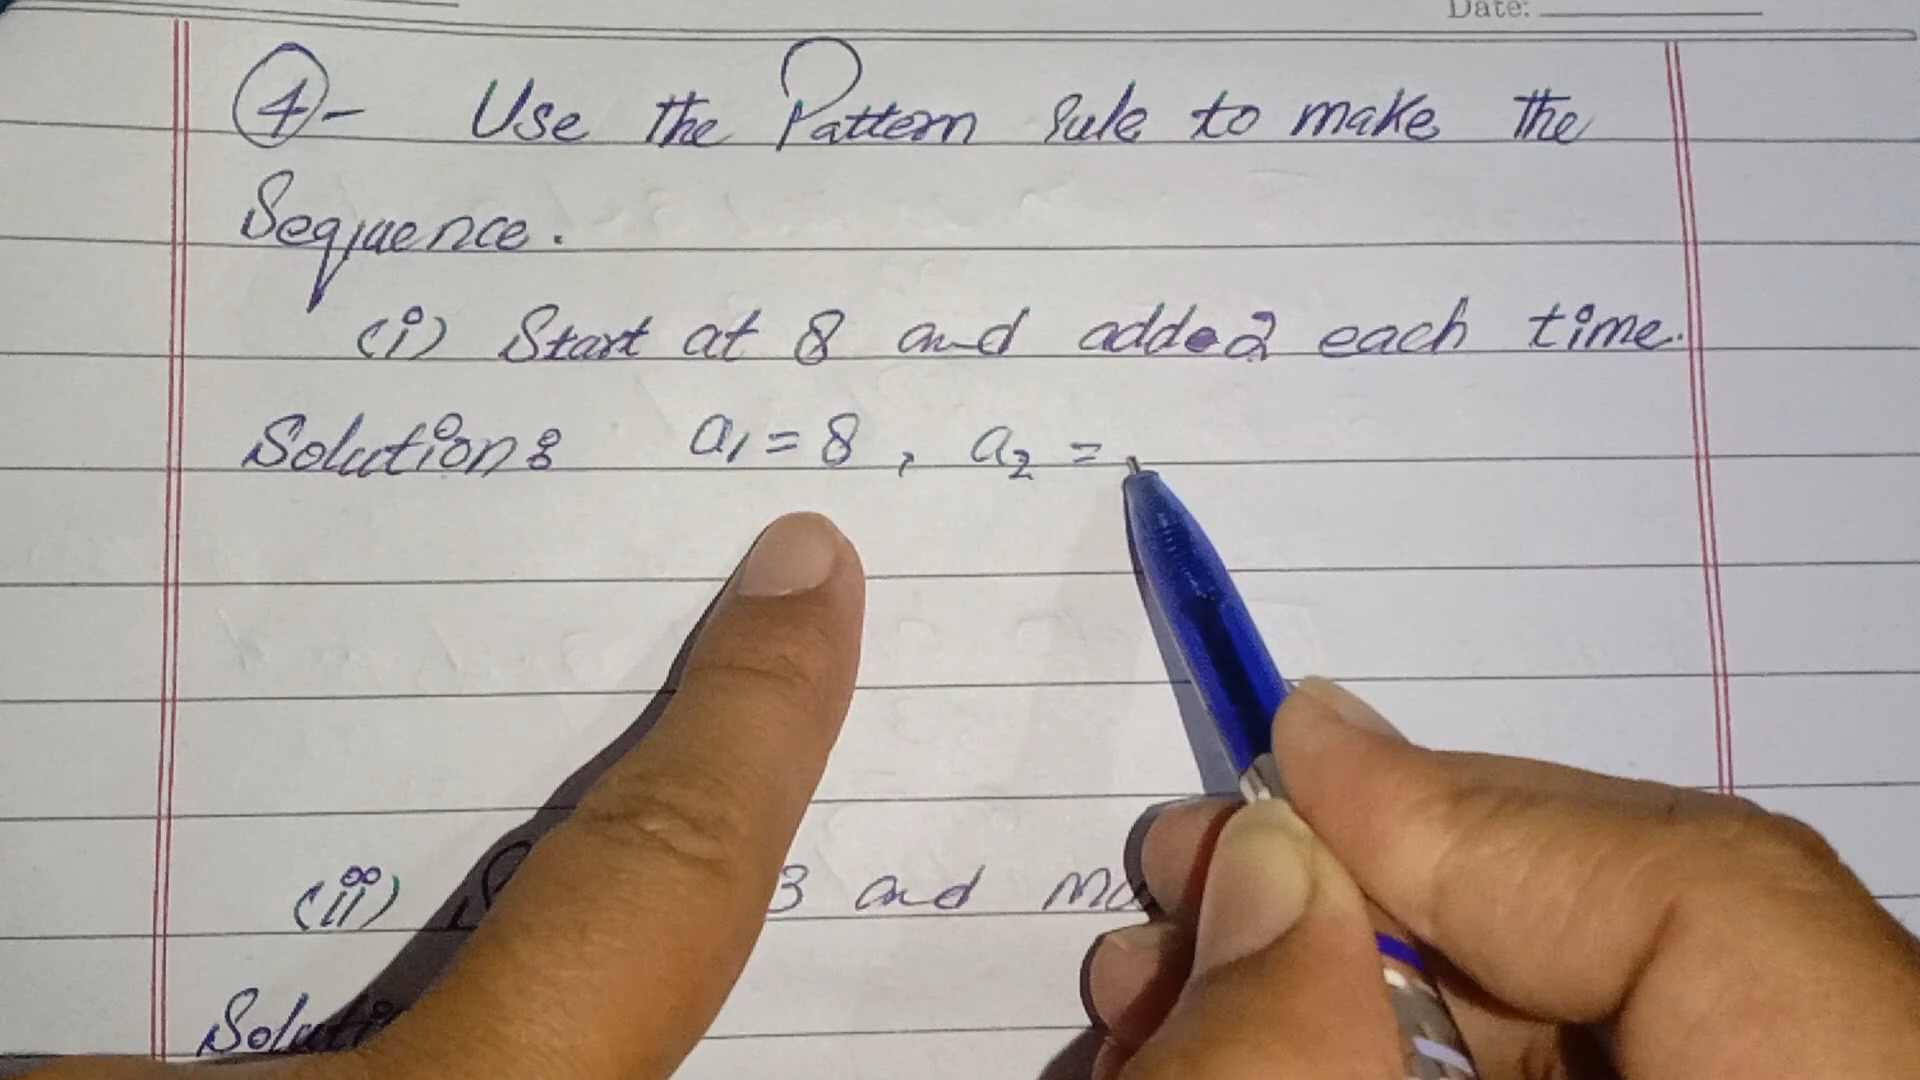 Date:
4- Use the Pattern Rule to make the
Sequence.
(i) Start at 8 and added 2 each time.
Solution: a₁ = 8, a₂ =
(ii) 3 and